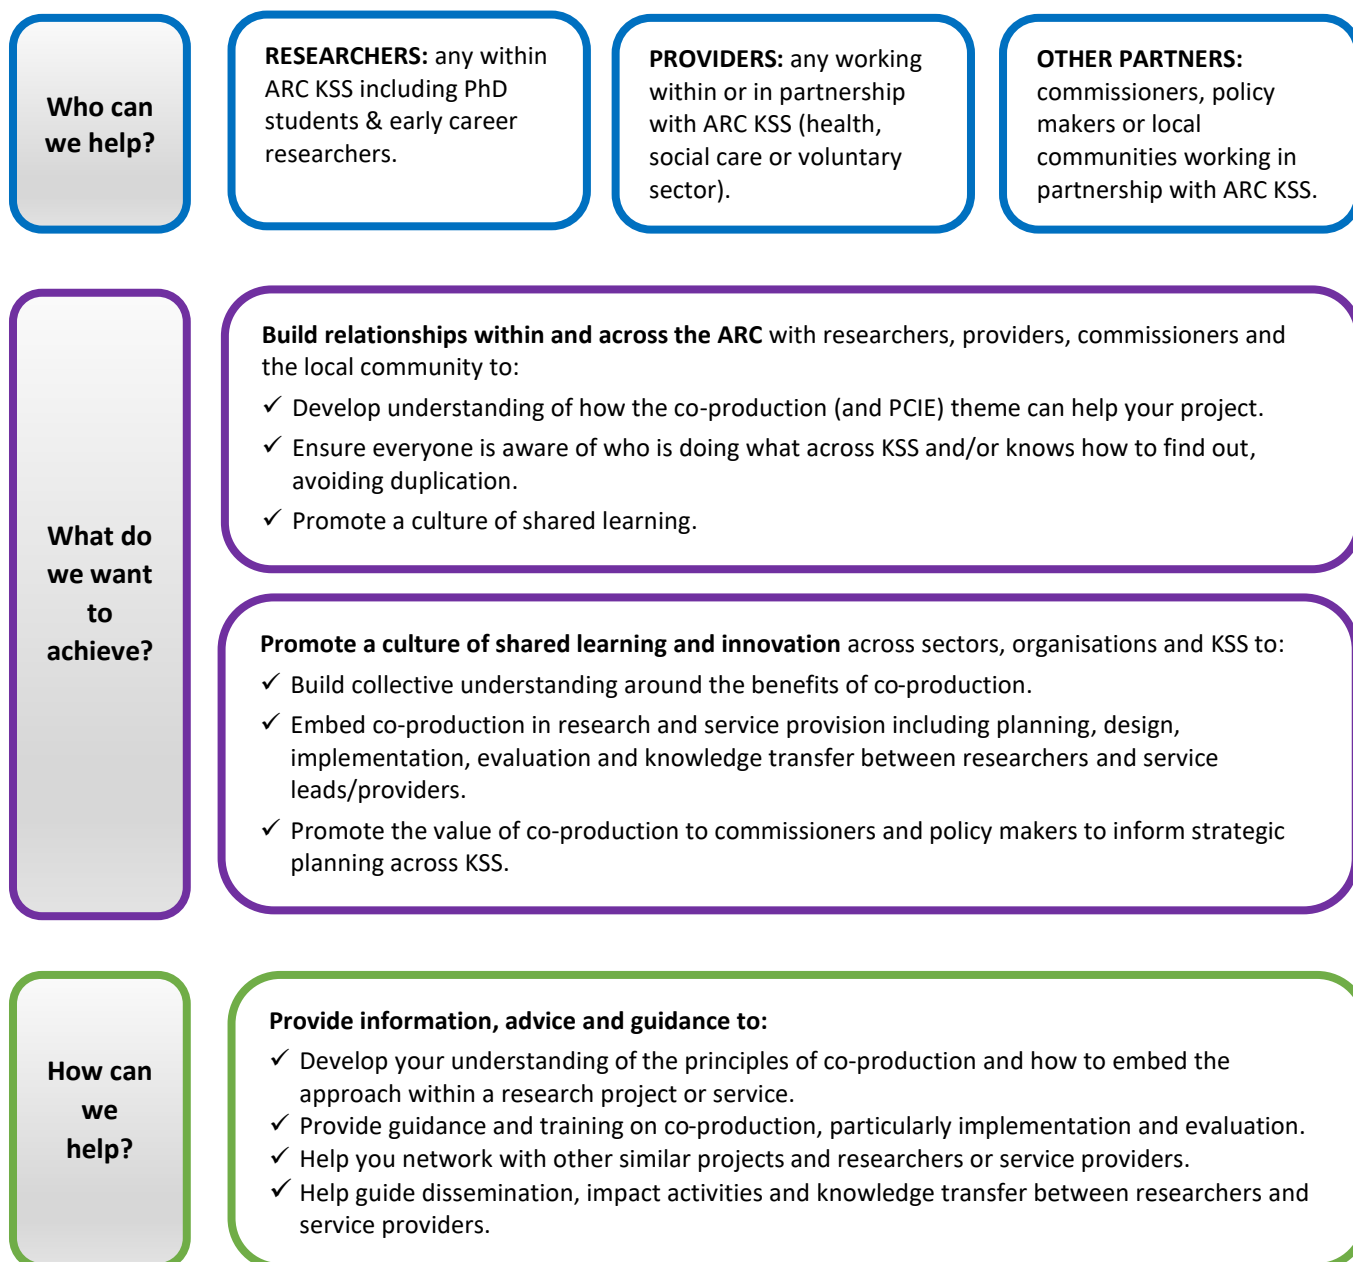 Who can
we help?
RESEARCHERS: any within
ARC KSS including PhD
students & early career
researchers.
PROVIDERS: any working
within or in partnership
with ARC KSS (health,
social care or voluntary
sector).
OTHER PARTNERS:
commissioners, policy
makers or local
communities working in
partnership with ARC KSS.
What do
we want
to
achieve?
Build relationships within and across the ARC with researchers, providers, commissioners and
the local community to:
✓ Develop understanding of how the co-production (and PCIE) theme can help your project.
✓ Ensure everyone is aware of who is doing what across KSS and/or knows how to find out,
avoiding duplication.
✓ Promote a culture of shared learning.
Promote a culture of shared learning and innovation across sectors, organisations and KSS to:
✓ Build collective understanding around the benefits of co-production.
✓ Embed co-production in research and service provision including planning, design,
implementation, evaluation and knowledge transfer between researchers and service
leads/providers.
✓ Promote the value of co-production to commissioners and policy makers to inform strategic
planning across KSS.
How can
we
help?
Provide information, advice and guidance to:
✓ Develop your understanding of the principles of co-production and how to embed the
approach within a research project or service.
✓ Provide guidance and training on co-production, particularly implementation and evaluation.
✓ Help you network with other similar projects and researchers or service providers.
✓ Help guide dissemination, impact activities and knowledge transfer between researchers and
service providers.